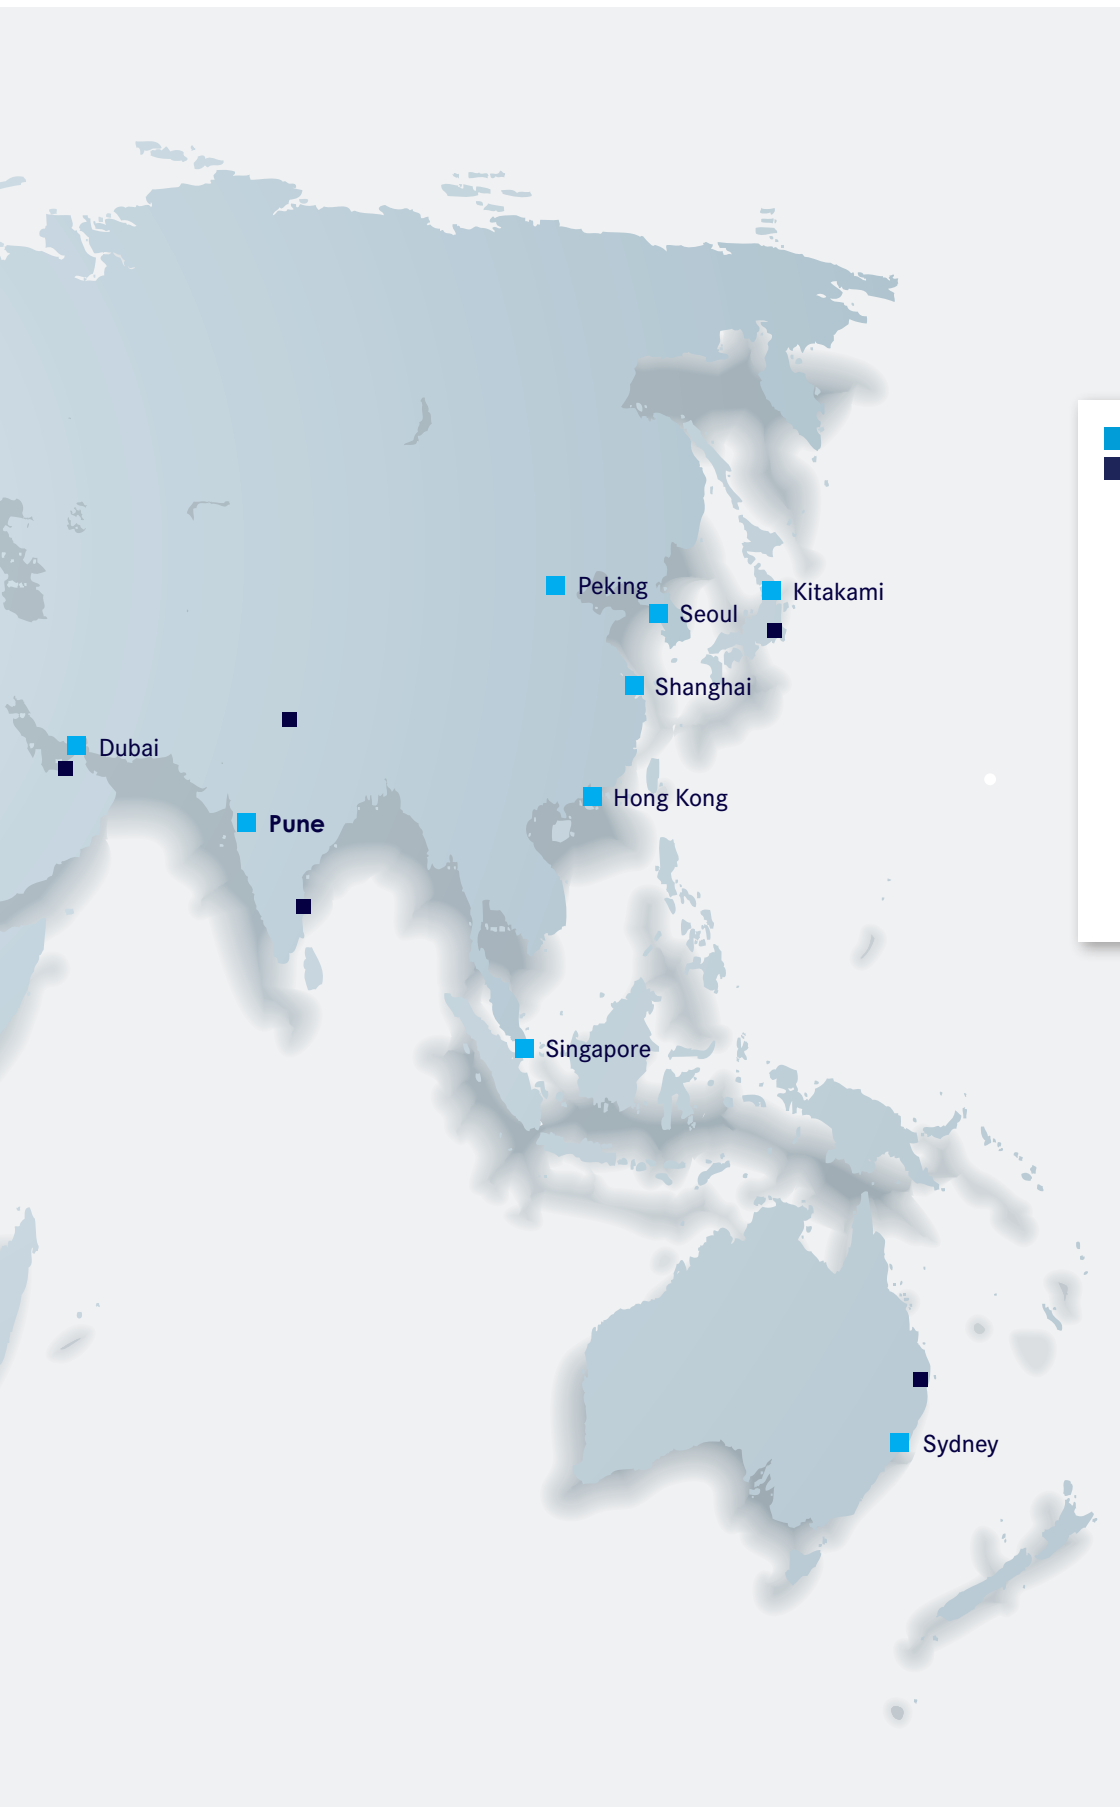 Peking
Kitakami
Seoul
Shanghai
Dubai
Hong Kong
Pune
Singapore
Sydney